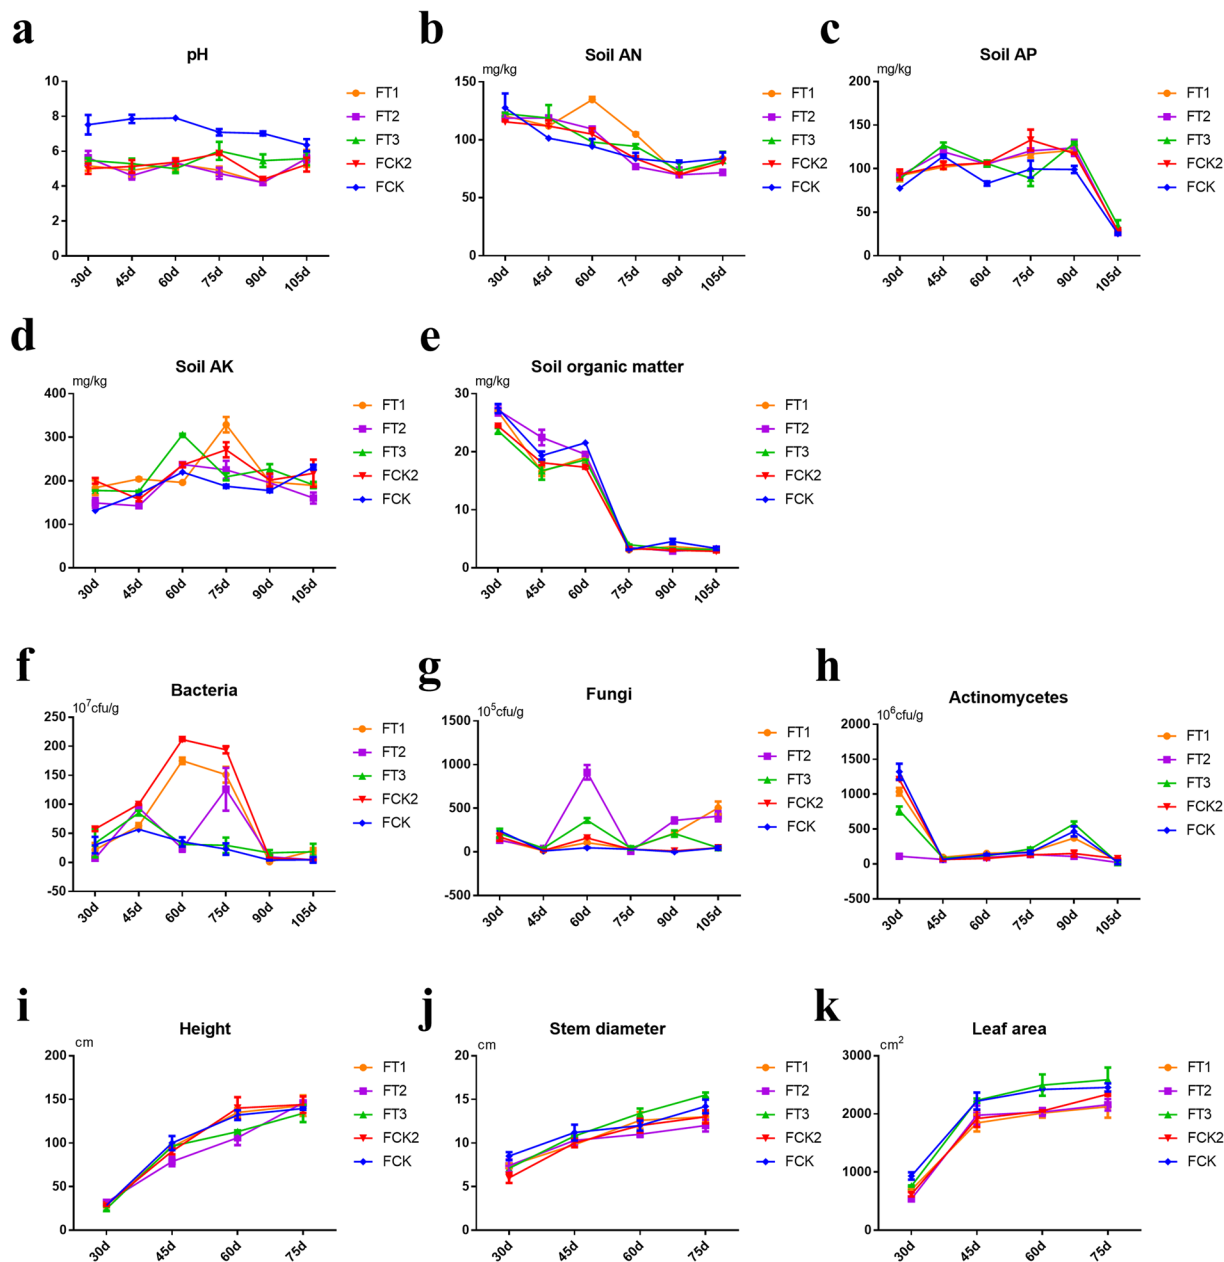 a
pH
10
8
6
4
2
0
30d 45d 60d 75d 90d 105d
FT1
FT2
FT3
FCK2
FCK
b
Soil AN
mg/kg
150
100
50
0
30d 45d 60d 75d 90d 105d
FT1
FT2
FT3
FCK2
FCK
c
Soil AP
mg/kg
200
150
100
50
0
30d 45d 60d 75d 90d 105d
FT1
FT2
FT3
FCK2
FCK
d
Soil AK
mg/kg
400
300
200
100
0
30d 45d 60d 75d 90d 105d
FT1
FT2
FT3
FCK2
FCK
e
Soil organic matter
mg/kg
30
20
10
0
30d 45d 60d 75d 90d 105d
FT1
FT2
FT3
FCK2
FCK
f
Bacteria
10⁷cfu/g
250
200
150
100
50
0
-50
30d 45d 60d 75d 90d 105d
FT1
FT2
FT3
FCK2
FCK
g
Fungi
10⁵cfu/g
1500
1000
500
0
-500
30d 45d 60d 75d 90d 105d
FT1
FT2
FT3
FCK2
FCK
h
Actinomycetes
10⁶cfu/g
2000
1500
1000
500
0
-500
30d 45d 60d 75d 90d 105d
FT1
FT2
FT3
FCK2
FCK
i
Height
cm
200
150
100
50
0
30d 45d 60d 75d
FT1
FT2
FT3
FCK2
FCK
j
Stem diameter
cm
20
15
10
5
0
30d 45d 60d 75d
FT1
FT2
FT3
FCK2
FCK
k
Leaf area
cm²
3000
2000
1000
0
30d 45d 60d 75d
FT1
FT2
FT3
FCK2
FCK